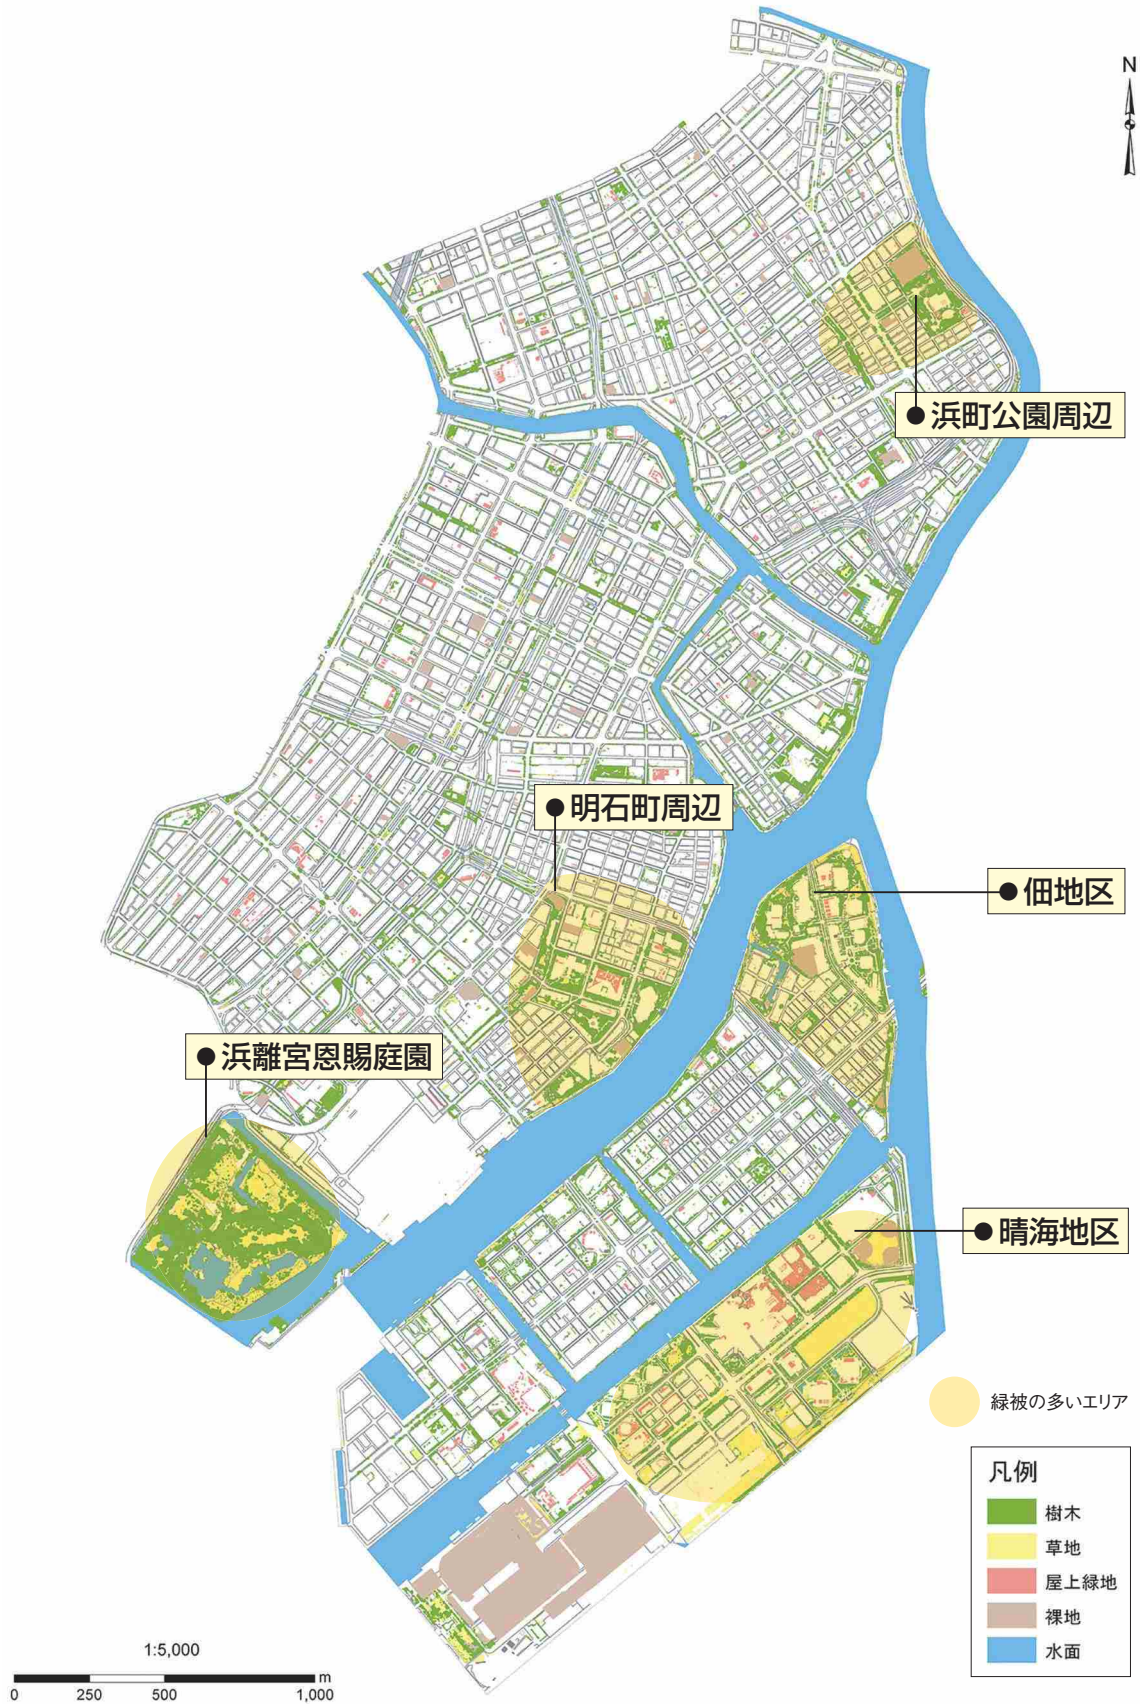 N
浜町公園周辺
明石町周辺
佃地区
浜離宮恩賜庭園
晴海地区
緑被の多いエリア
凡例
樹木
草地
屋上緑地
裸地
水面
1:5,000
m
0 250 500 1,000